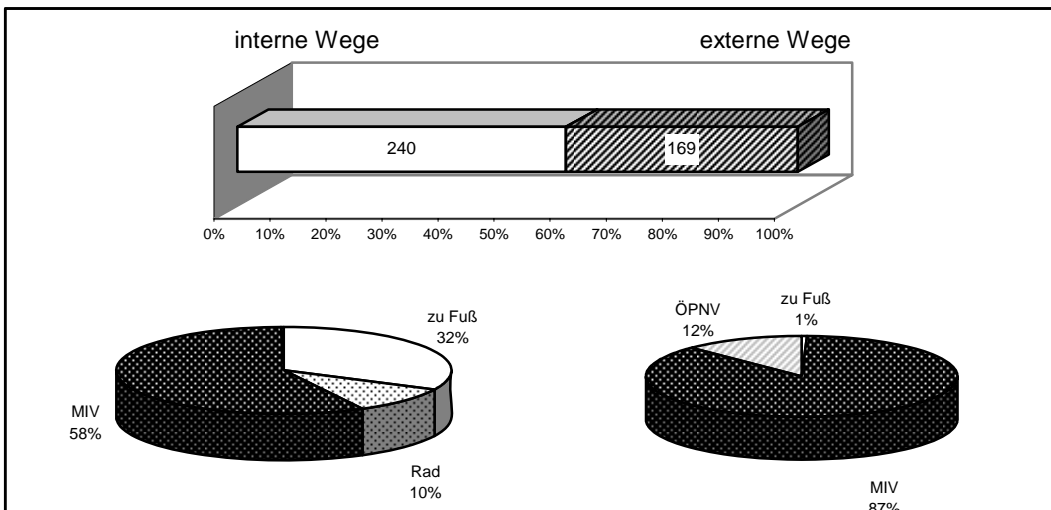 interne Wege externe Wege
240 169
0% 10% 20% 30% 40% 50% 60% 70% 80% 90% 100%
zu Fuß
32%
MIV
58%
Rad
10%
ÖPNV
12%
zu Fuß
1%
MIV
87%